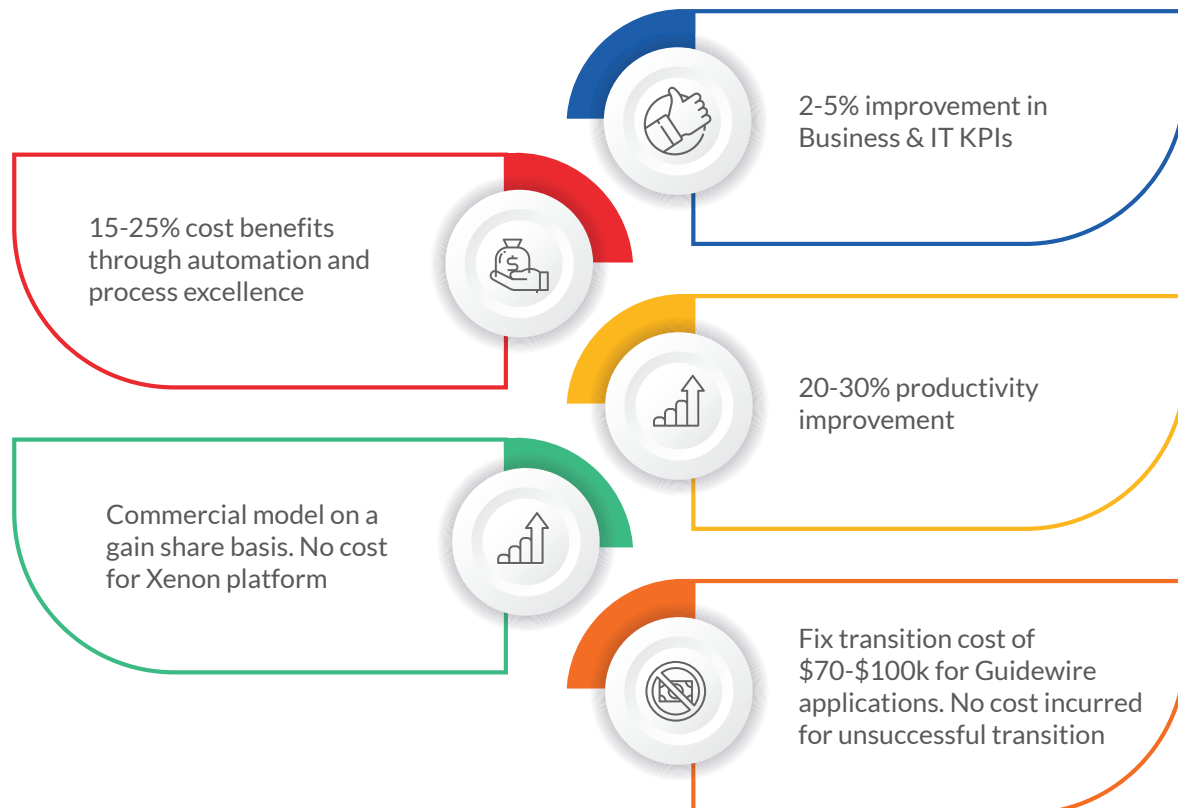 2-5% improvement in
Business & IT KPIs
15-25% cost benefits
through automation and
process excellence
$
20-30% productivity
improvement
Commercial model on a
gain share basis. No cost
for Xenon platform
Fix transition cost of
$70-$100k for Guidewire
applications. No cost incurred
for unsuccessful transition